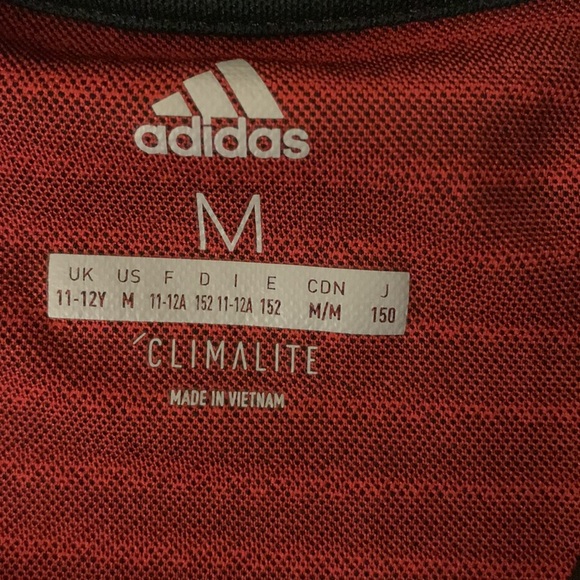 adidas
M
UK US F D I E CDN J
11-12Y M 11-12A 152 11-12A 152 M/M 150
CLIMALITE
MADE IN VIETNAM